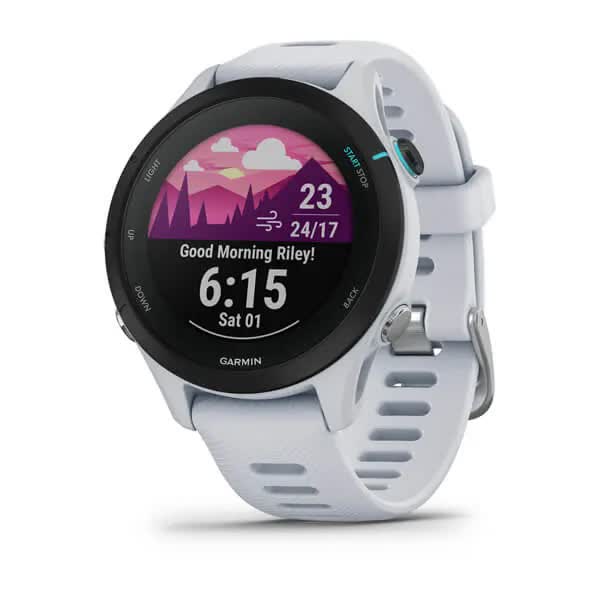 LIGHT
START STOP
UP
DOWN
BACK
23
24/17
Good Morning Riley!
6:15
Sat 01
GARMIN